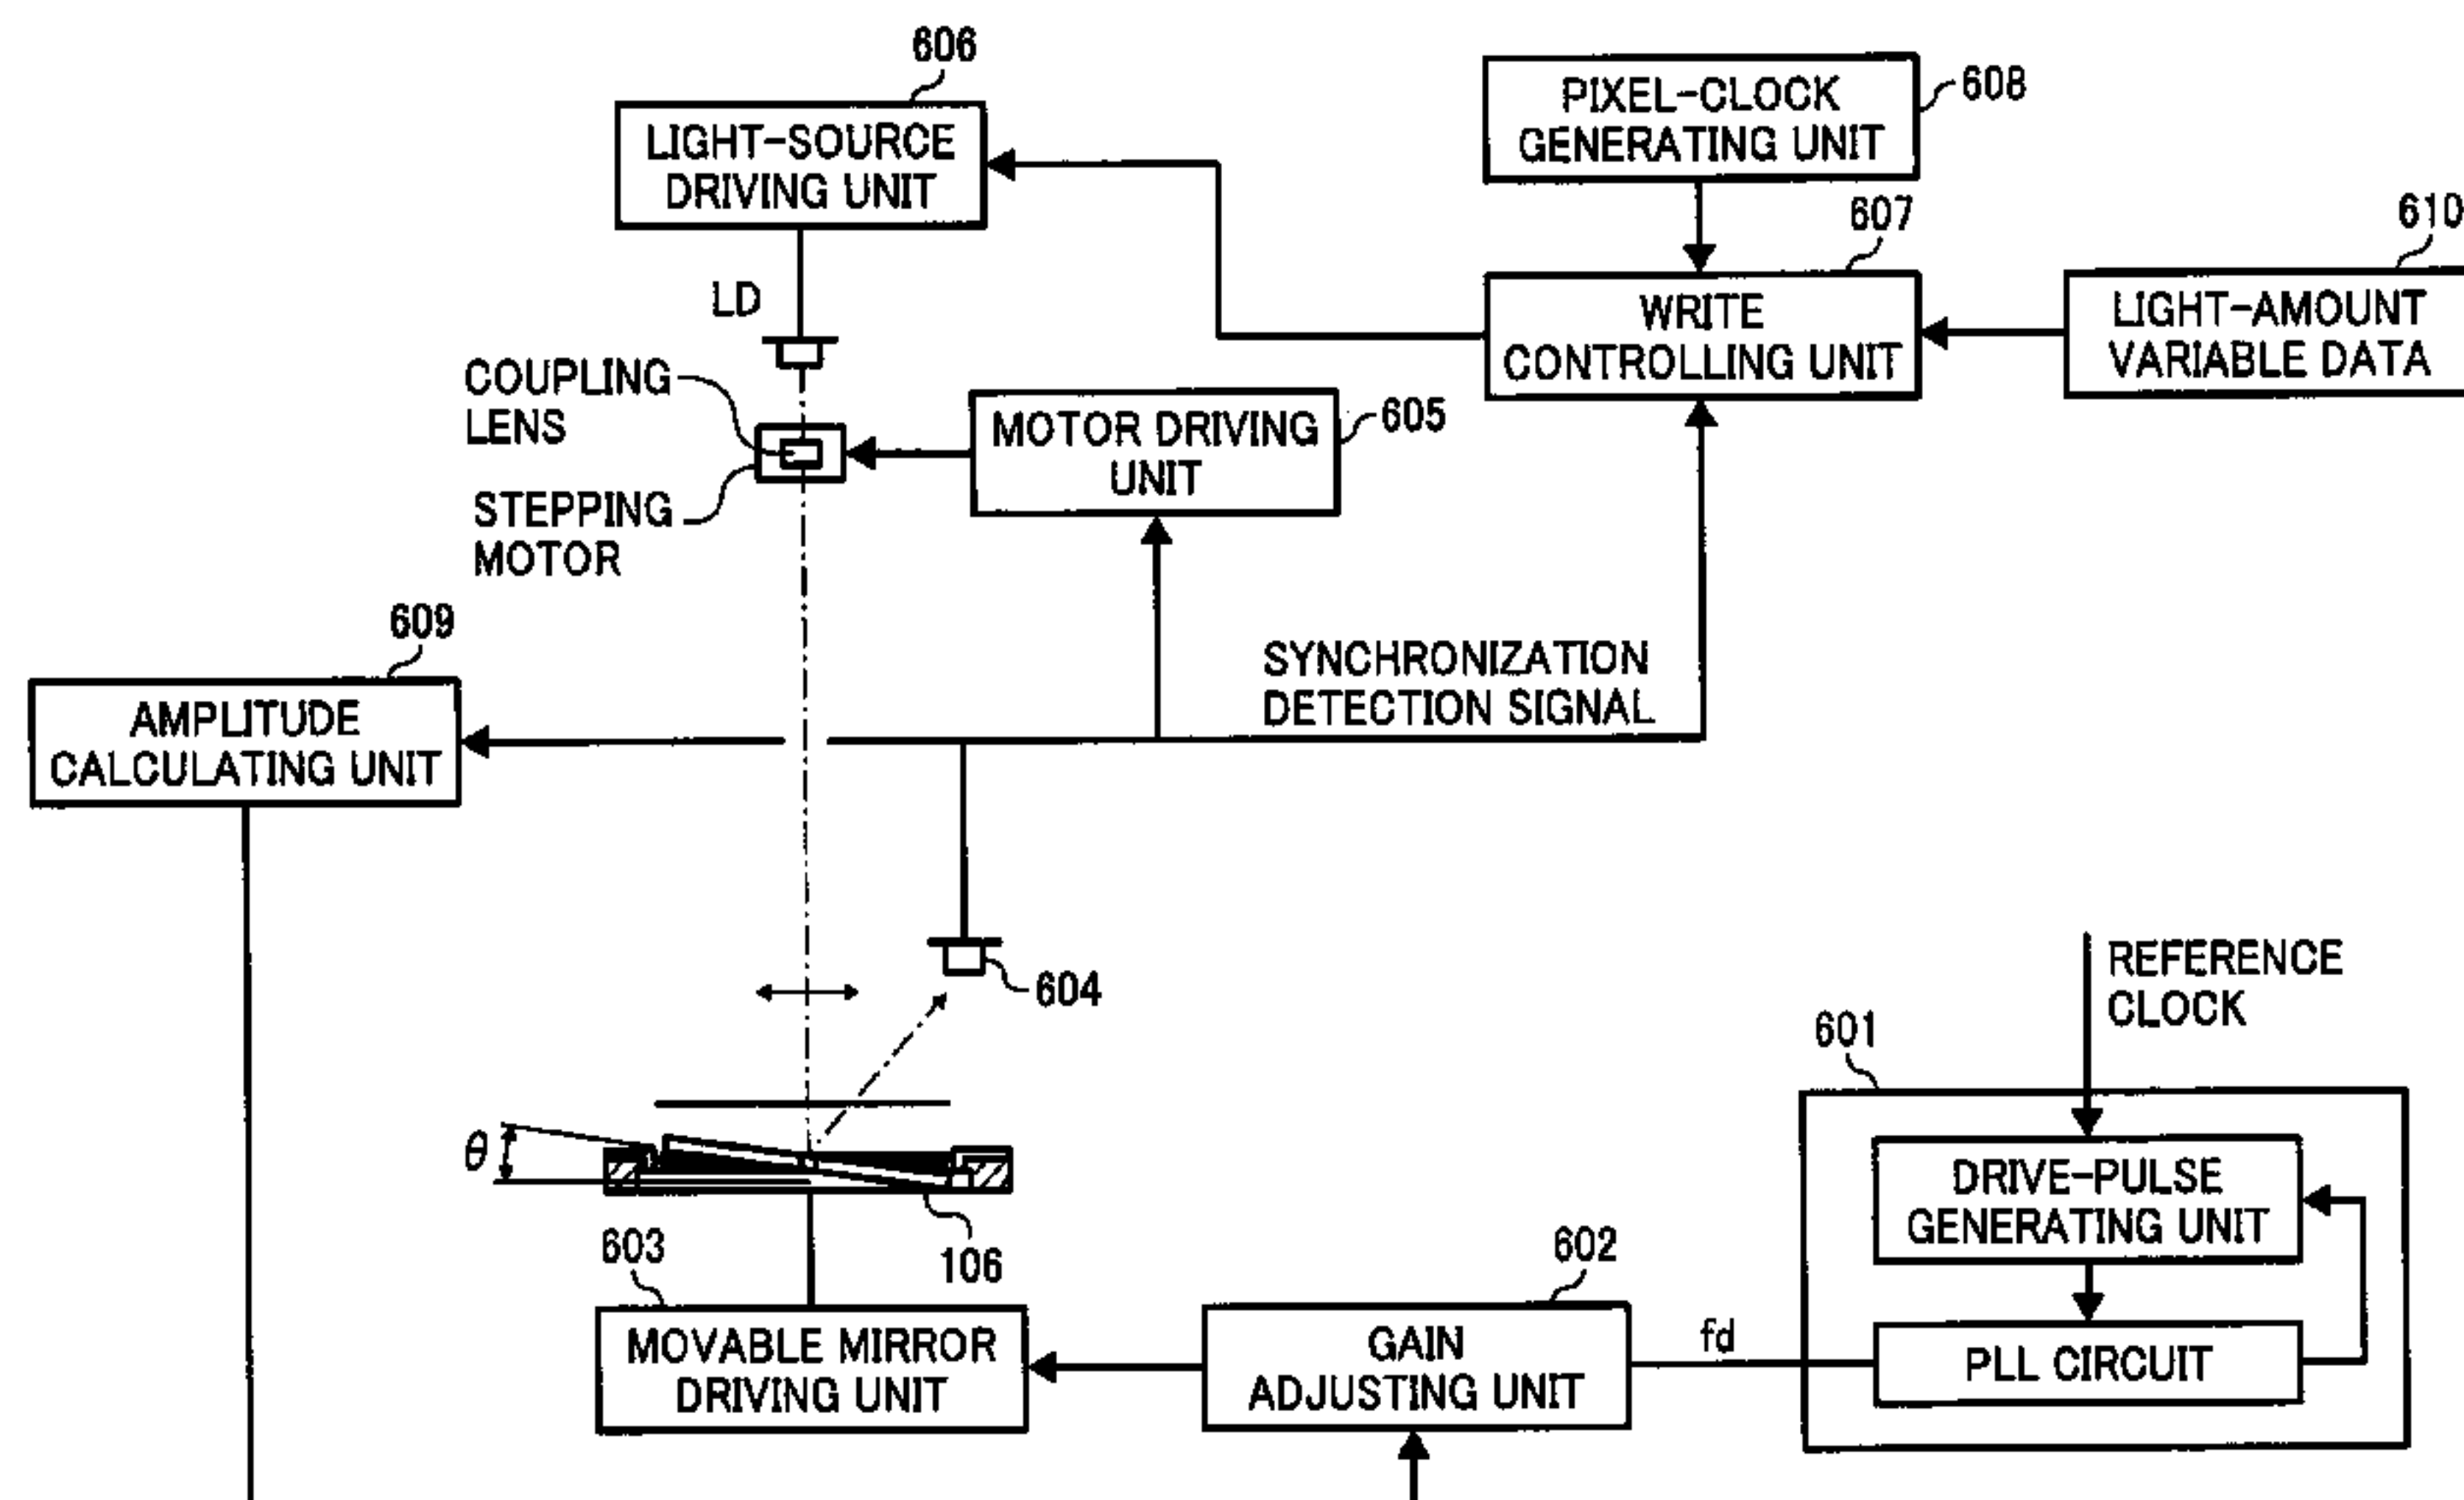 606
LIGHT-SOURCE
DRIVING UNIT
PIXEL-CLOCK
GENERATING UNIT
608
607
WRITE
CONTROLLING UNIT
610
LIGHT-AMOUNT
VARIABLE DATA
LD
COUPLING
LENS
STEPPING
MOTOR
MOTOR DRIVING
UNIT
605
609
AMPLITUDE
CALCULATING UNIT
SYNCHRONIZATION
DETECTION SIGNAL
604
REFERENCE
CLOCK
601
DRIVE-PULSE
GENERATING UNIT
PLL CIRCUIT
θ
106
603
MOVABLE MIRROR
DRIVING UNIT
602
GAIN
ADJUSTING UNIT
fd